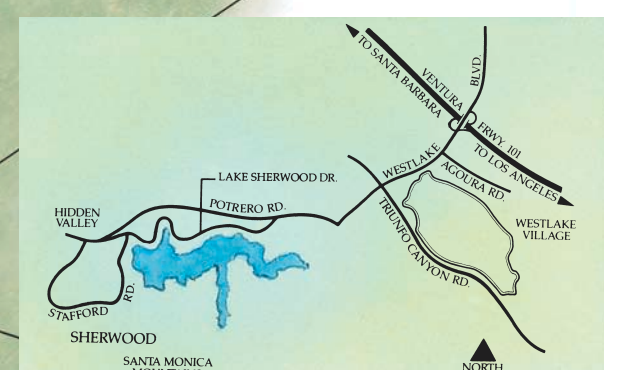 TO SANTA BARBARA
VENTURA
BLVD.
FRWY 101
TO LOS ANGELES
WESTLAKE
AGOURA RD.
LAKE SHERWOOD DR.
POTRERO RD.
HIDDEN
VALLEY
WESTLAKE
VILLAGE
TRIUNFO CANYON RD.
STAFFORD
RD.
SHERWOOD
SANTA MONICA
NORTH